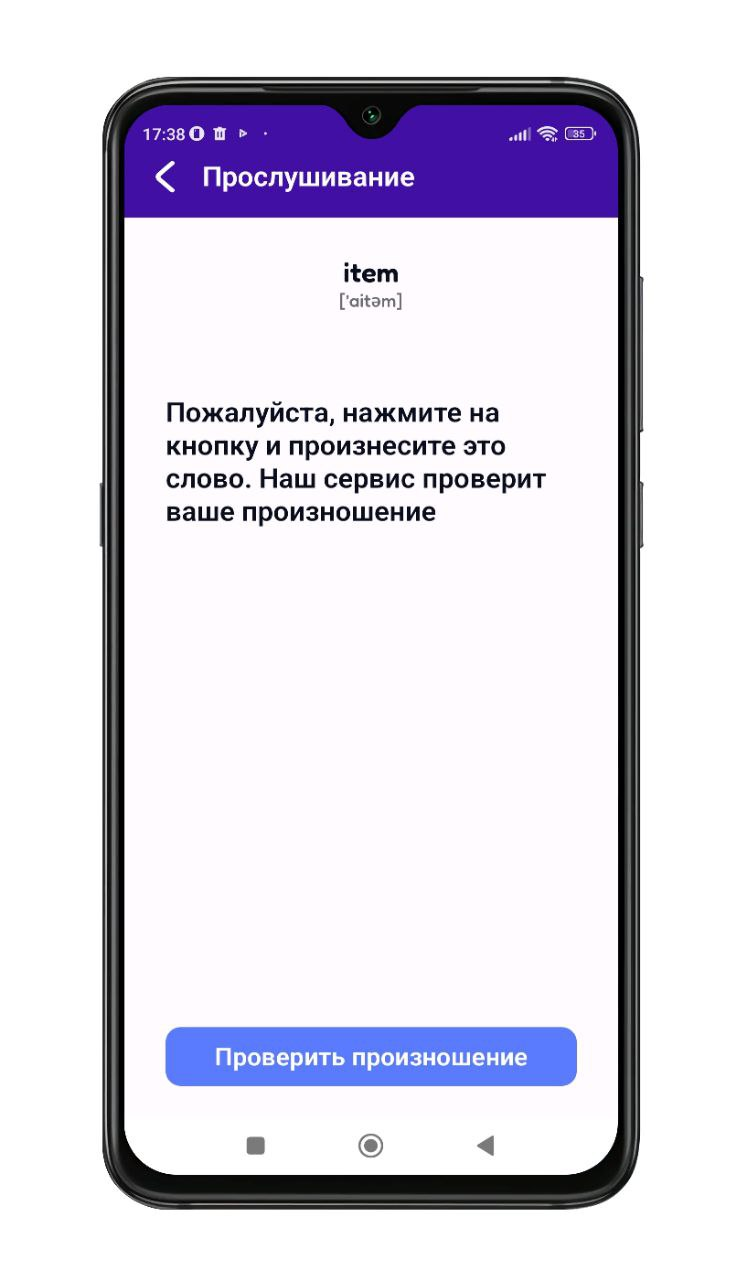 17:38
35
Прослушивание
item
['aitəm]
Пожалуйста, нажмите на
кнопку и произнесите это
слово. Наш сервис проверит
ваше произношение
Проверить произношение